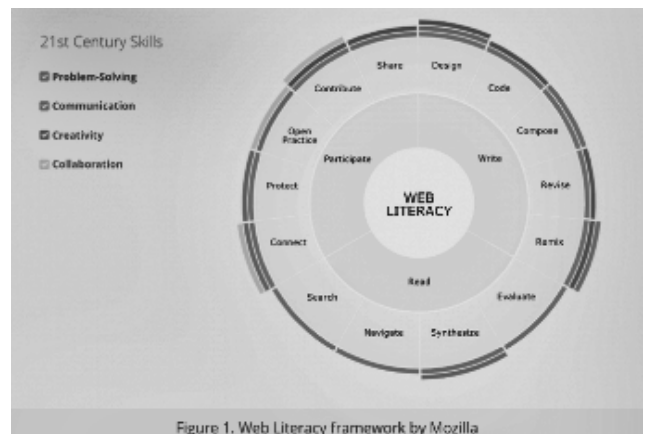 21st Century Skills
Problem-Solving
Communication
Creativity
Collaboration
Share
Design
Contribute
Code
Open
Practice
Compose
Participate
Write
Protect
Revise
WEB
LITERACY
Connect
Remix
Read
Search
Evaluate
Navigate
Synthesize
Figure 1. Web Literacy framework by Mozilla